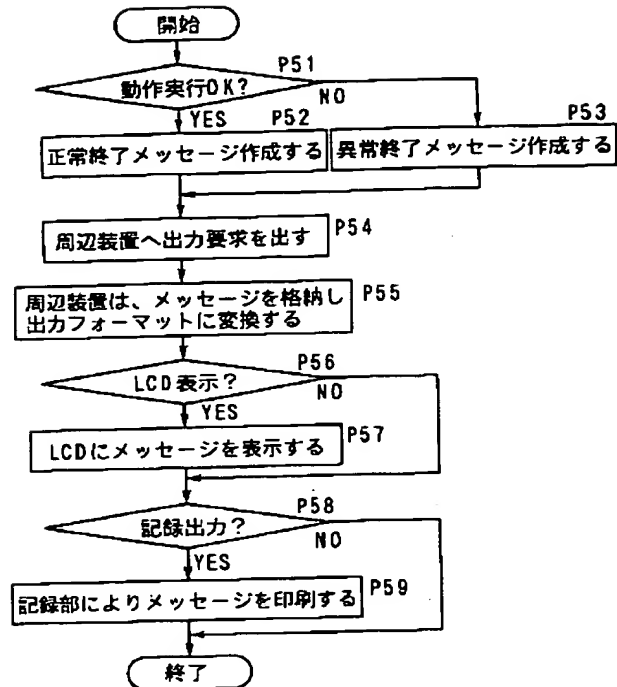 開始
P51
動作実行OK?
NO
YES
P52
P53
正常終了メッセージ作成する
異常終了メッセージ作成する
周辺装置へ出力要求を出す
P54
周辺装置は、メッセージを格納し
出力フォーマットに変換する
P55
P56
LCD表示?
NO
YES
LCDにメッセージを表示する
P57
P58
記録出力?
NO
YES
記録部によりメッセージを印刷する
P59
終了